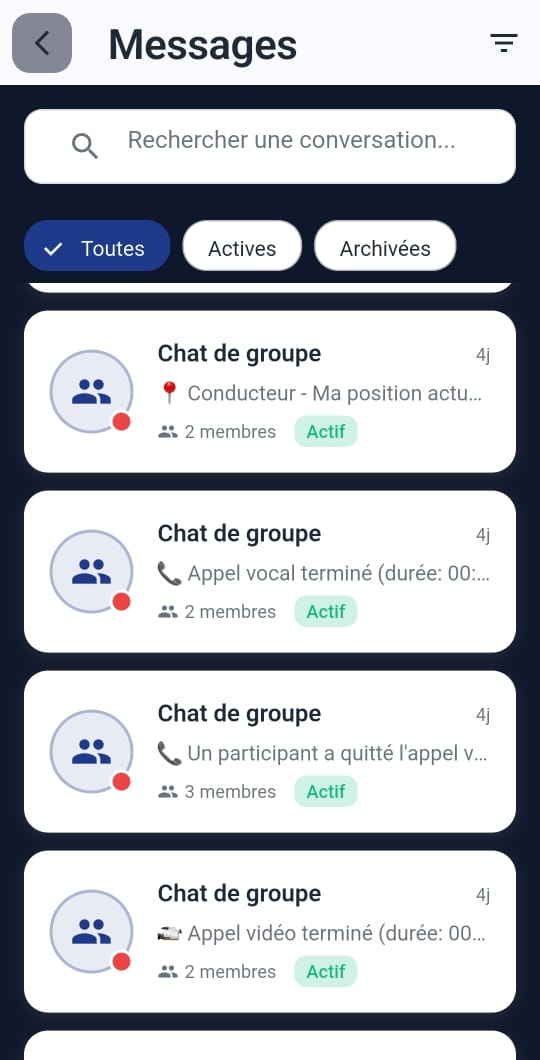 Messages
Rechercher une conversation...
Toutes Actives Archivées
Chat de groupe 4j
📍 Conducteur - Ma position actu...
2 membres Actif
Chat de groupe 4j
📞 Appel vocal terminé (durée: 00:...
2 membres Actif
Chat de groupe 4j
📞 Un participant a quitté l'appel v...
3 membres Actif
Chat de groupe 4j
📹 Appel vidéo terminé (durée: 00...
2 membres Actif